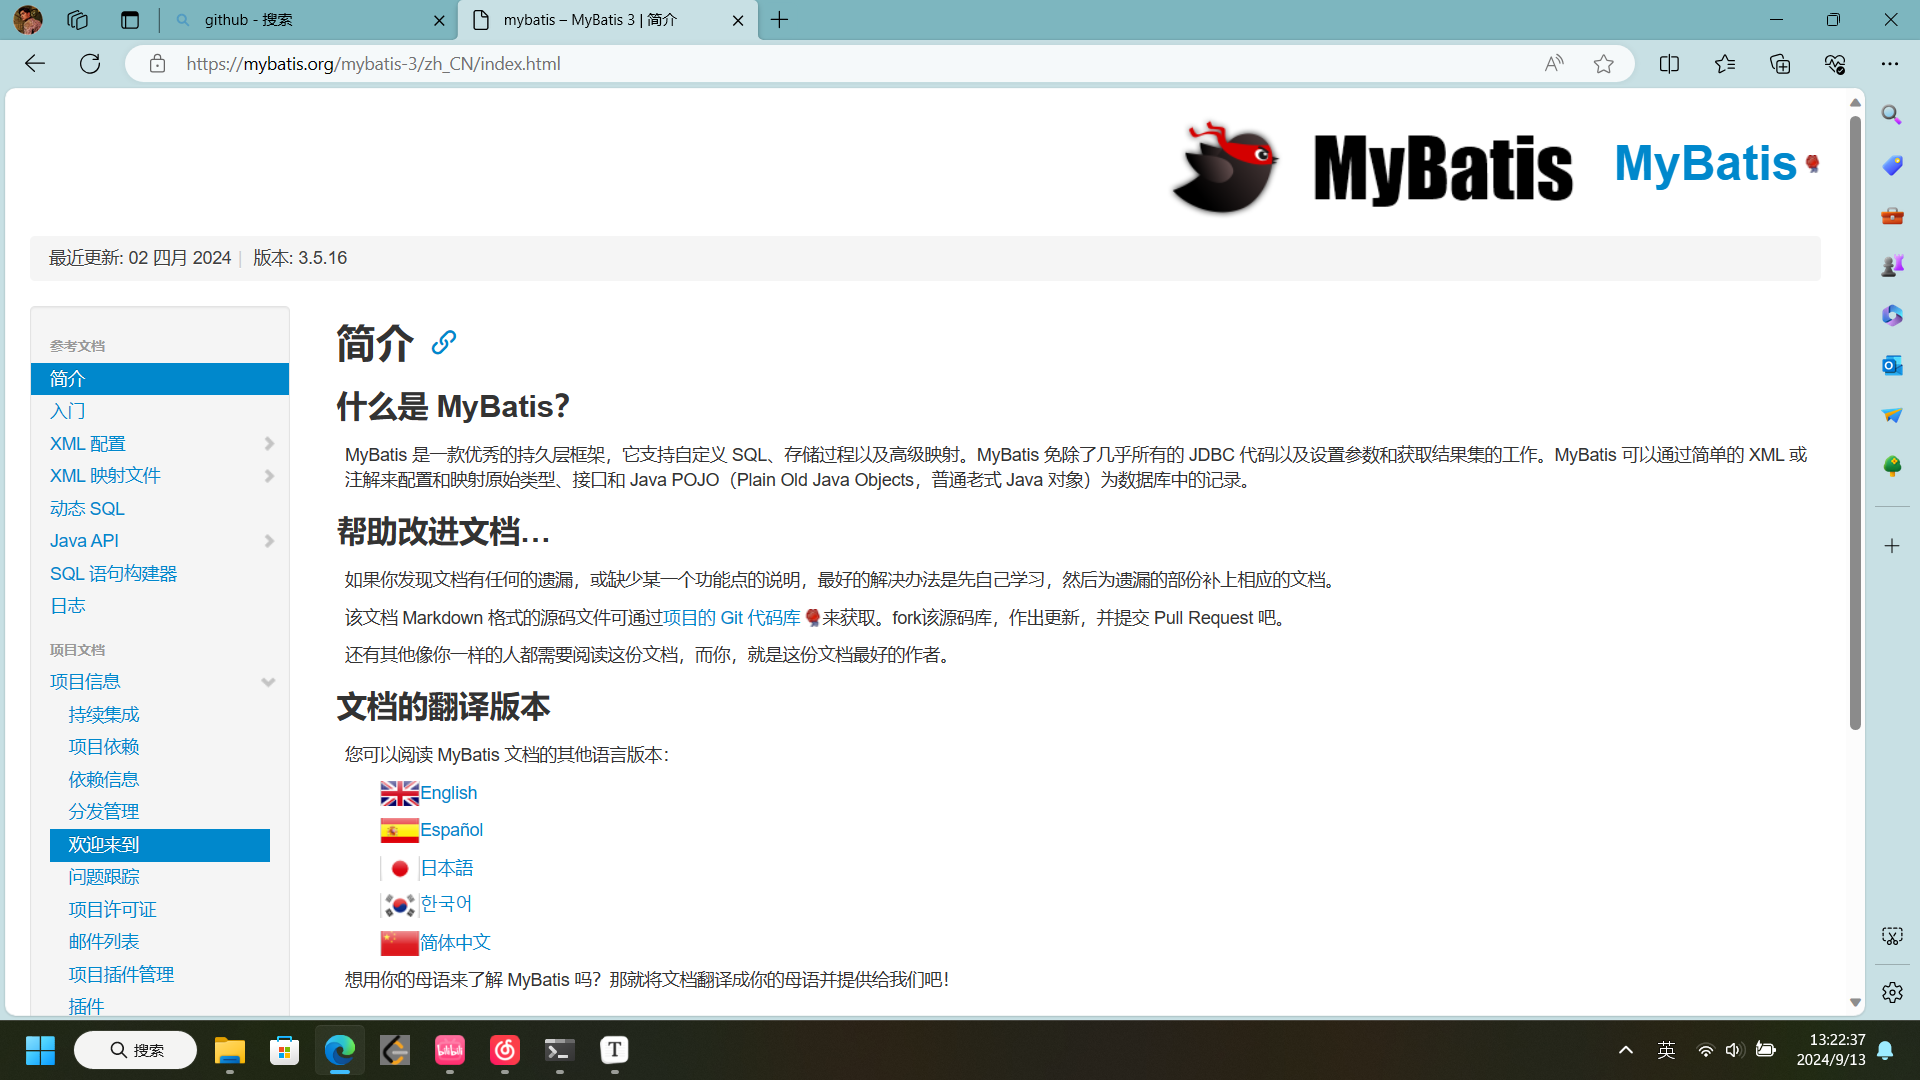 github - 搜索
mybatis – MyBatis 3 | 简介
https://mybatis.org/mybatis-3/zh_CN/index.html
MyBatis
MyBatis
最近更新: 02 四月 2024 | 版本: 3.5.16
参考文档
简介
入门
XML 配置
XML 映射文件
动态 SQL
Java API
SQL 语句构建器
日志
项目文档
项目信息
持续集成
项目依赖
依赖信息
分发管理
欢迎来到
问题跟踪
项目许可证
邮件列表
项目插件管理
插件
简介
什么是 MyBatis？
MyBatis 是一款优秀的持久层框架，它支持自定义 SQL、存储过程以及高级映射。MyBatis 免除了几乎所有的 JDBC 代码以及设置参数和获取结果集的工作。MyBatis 可以通过简单的 XML 或
注解来配置和映射原始类型、接口和 Java POJO（Plain Old Java Objects，普通老式 Java 对象）为数据库中的记录。
帮助改进文档…
如果你发现文档有任何的遗漏，或缺少某一个功能点的说明，最好的解决办法是先自己学习，然后为遗漏的部份补上相应的文档。
该文档 Markdown 格式的源码文件可通过项目的 Git 代码库来获取。fork该源码库，作出更新，并提交 Pull Request 吧。
还有其他像你一样的人都需要阅读这份文档，而你，就是这份文档最好的作者。
文档的翻译版本
您可以阅读 MyBatis 文档的其他语言版本：
English
Español
日本語
한국어
简体中文
想用你的母语来了解 MyBatis 吗？那就将文档翻译成你的母语并提供给我们吧！
搜索
bilibili
T
英
13:22:37
2024/9/13